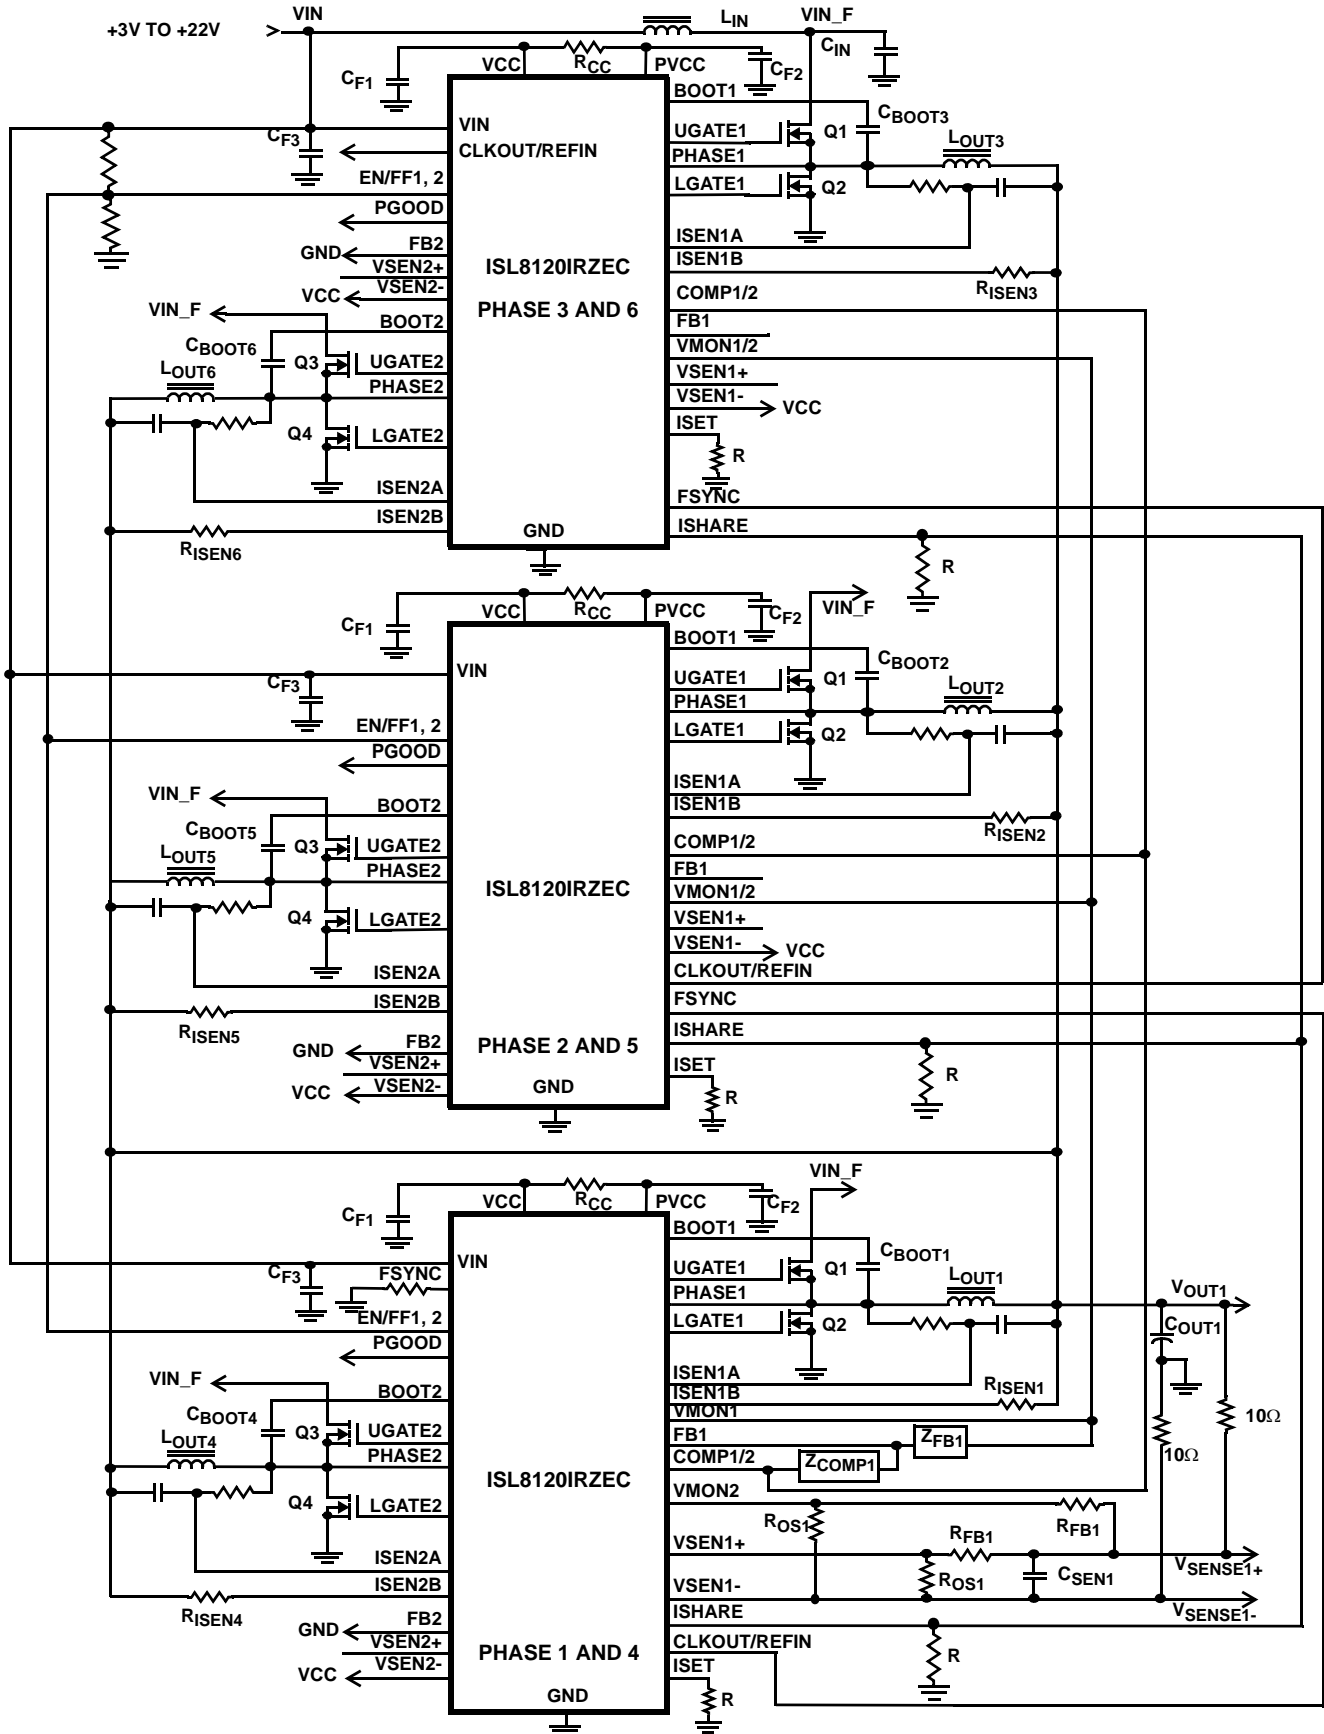 VIN
+3V TO +22V
LIN
VIN_F
CIN
CF1
VCC
RCC
PVCC
CF2
BOOT1
CBOOT3
VIN
CF3
UGATE1
Q1
LOUT3
CLKOUT/REFIN
PHASE1
EN/FF1, 2
LGATE1
Q2
PGOOD
ISEN1A
GND
FB2
ISL8120IRZEC
ISEN1B
VSEN2+
RISEN3
VCC
VSEN2-
COMP1/2
VIN_F
PHASE 3 AND 6
BOOT2
FB1
CBOOT6
Q3
UGATE2
VMON1/2
LOUT6
PHASE2
VSEN1+
VSEN1-
VCC
Q4
LGATE2
ISET
R
ISEN2A
FSYNC
ISEN2B
GND
ISHARE
RISEN6
R
CF1
VCC
RCC
PVCC
CF2
VIN_F
BOOT1
CBOOT2
VIN
CF3
UGATE1
Q1
LOUT2
PHASE1
EN/FF1, 2
LGATE1
Q2
PGOOD
ISEN1A
VIN_F
BOOT2
ISEN1B
RISEN2
CBOOT5
Q3
UGATE2
COMP1/2
LOUT5
PHASE2
FB1
ISL8120IRZEC
VMON1/2
Q4
LGATE2
VSEN1+
VSEN1-
VCC
ISEN2A
CLKOUT/REFIN
ISEN2B
FSYNC
RISEN5
ISHARE
GND
FB2
PHASE 2 AND 5
VSEN2+
ISET
R
VCC
VSEN2-
GND
R
VIN_F
CF1
VCC
RCC
PVCC
CF2
BOOT1
CBOOT1
VIN
CF3
FSYNC
UGATE1
Q1
LOUT1
PHASE1
VOUT1
EN/FF1, 2
LGATE1
Q2
COUT1
PGOOD
ISEN1A
VIN_F
BOOT2
ISEN1B
RISEN1
CBOOT4
VMON1
10Ω
Q3
UGATE2
FB1
ZFB1
LOUT4
PHASE2
COMP1/2
ZCOMP1
10Ω
ISL8120IRZEC
VMON2
Q4
LGATE2
ROS1
RFB1
VSEN1+
RFB1
ISEN2A
VSENSE1+
ISEN2B
VSEN1-
ROS1
CSEN1
RISEN4
ISHARE
VSENSE1-
GND
FB2
VSEN2+
PHASE 1 AND 4
CLKOUT/REFIN
VCC
VSEN2-
ISET
R
GND
R